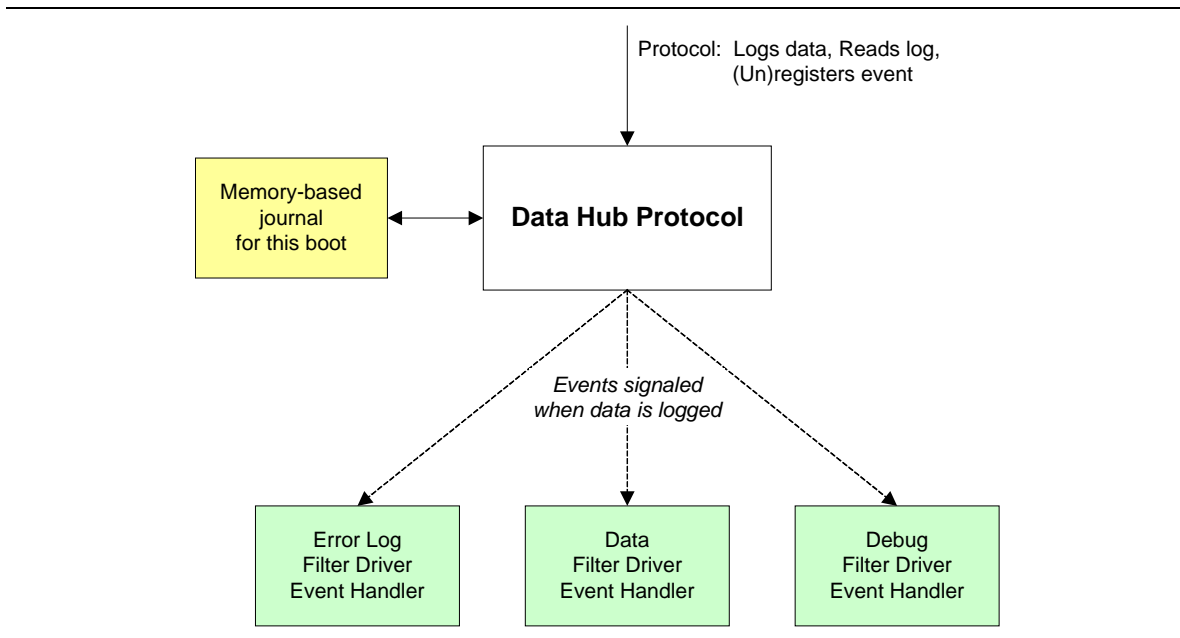 Protocol: Logs data, Reads log,
(Un)registers event
Memory-based
journal
for this boot
Data Hub Protocol
Events signaled
when data is logged
Error Log
Filter Driver
Event Handler
Data
Filter Driver
Event Handler
Debug
Filter Driver
Event Handler